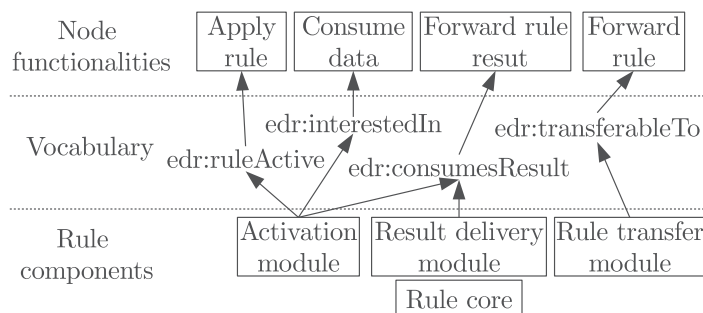 Node
functionalities
Apply
rule
Consume
data
Forward rule
resut
Forward
rule
Vocabulary
edr:interestedIn
edr:transferableTo
edr:ruleActive
edr:consumesResult
Rule
components
Activation
module
Result delivery
module
Rule transfer
module
Rule core